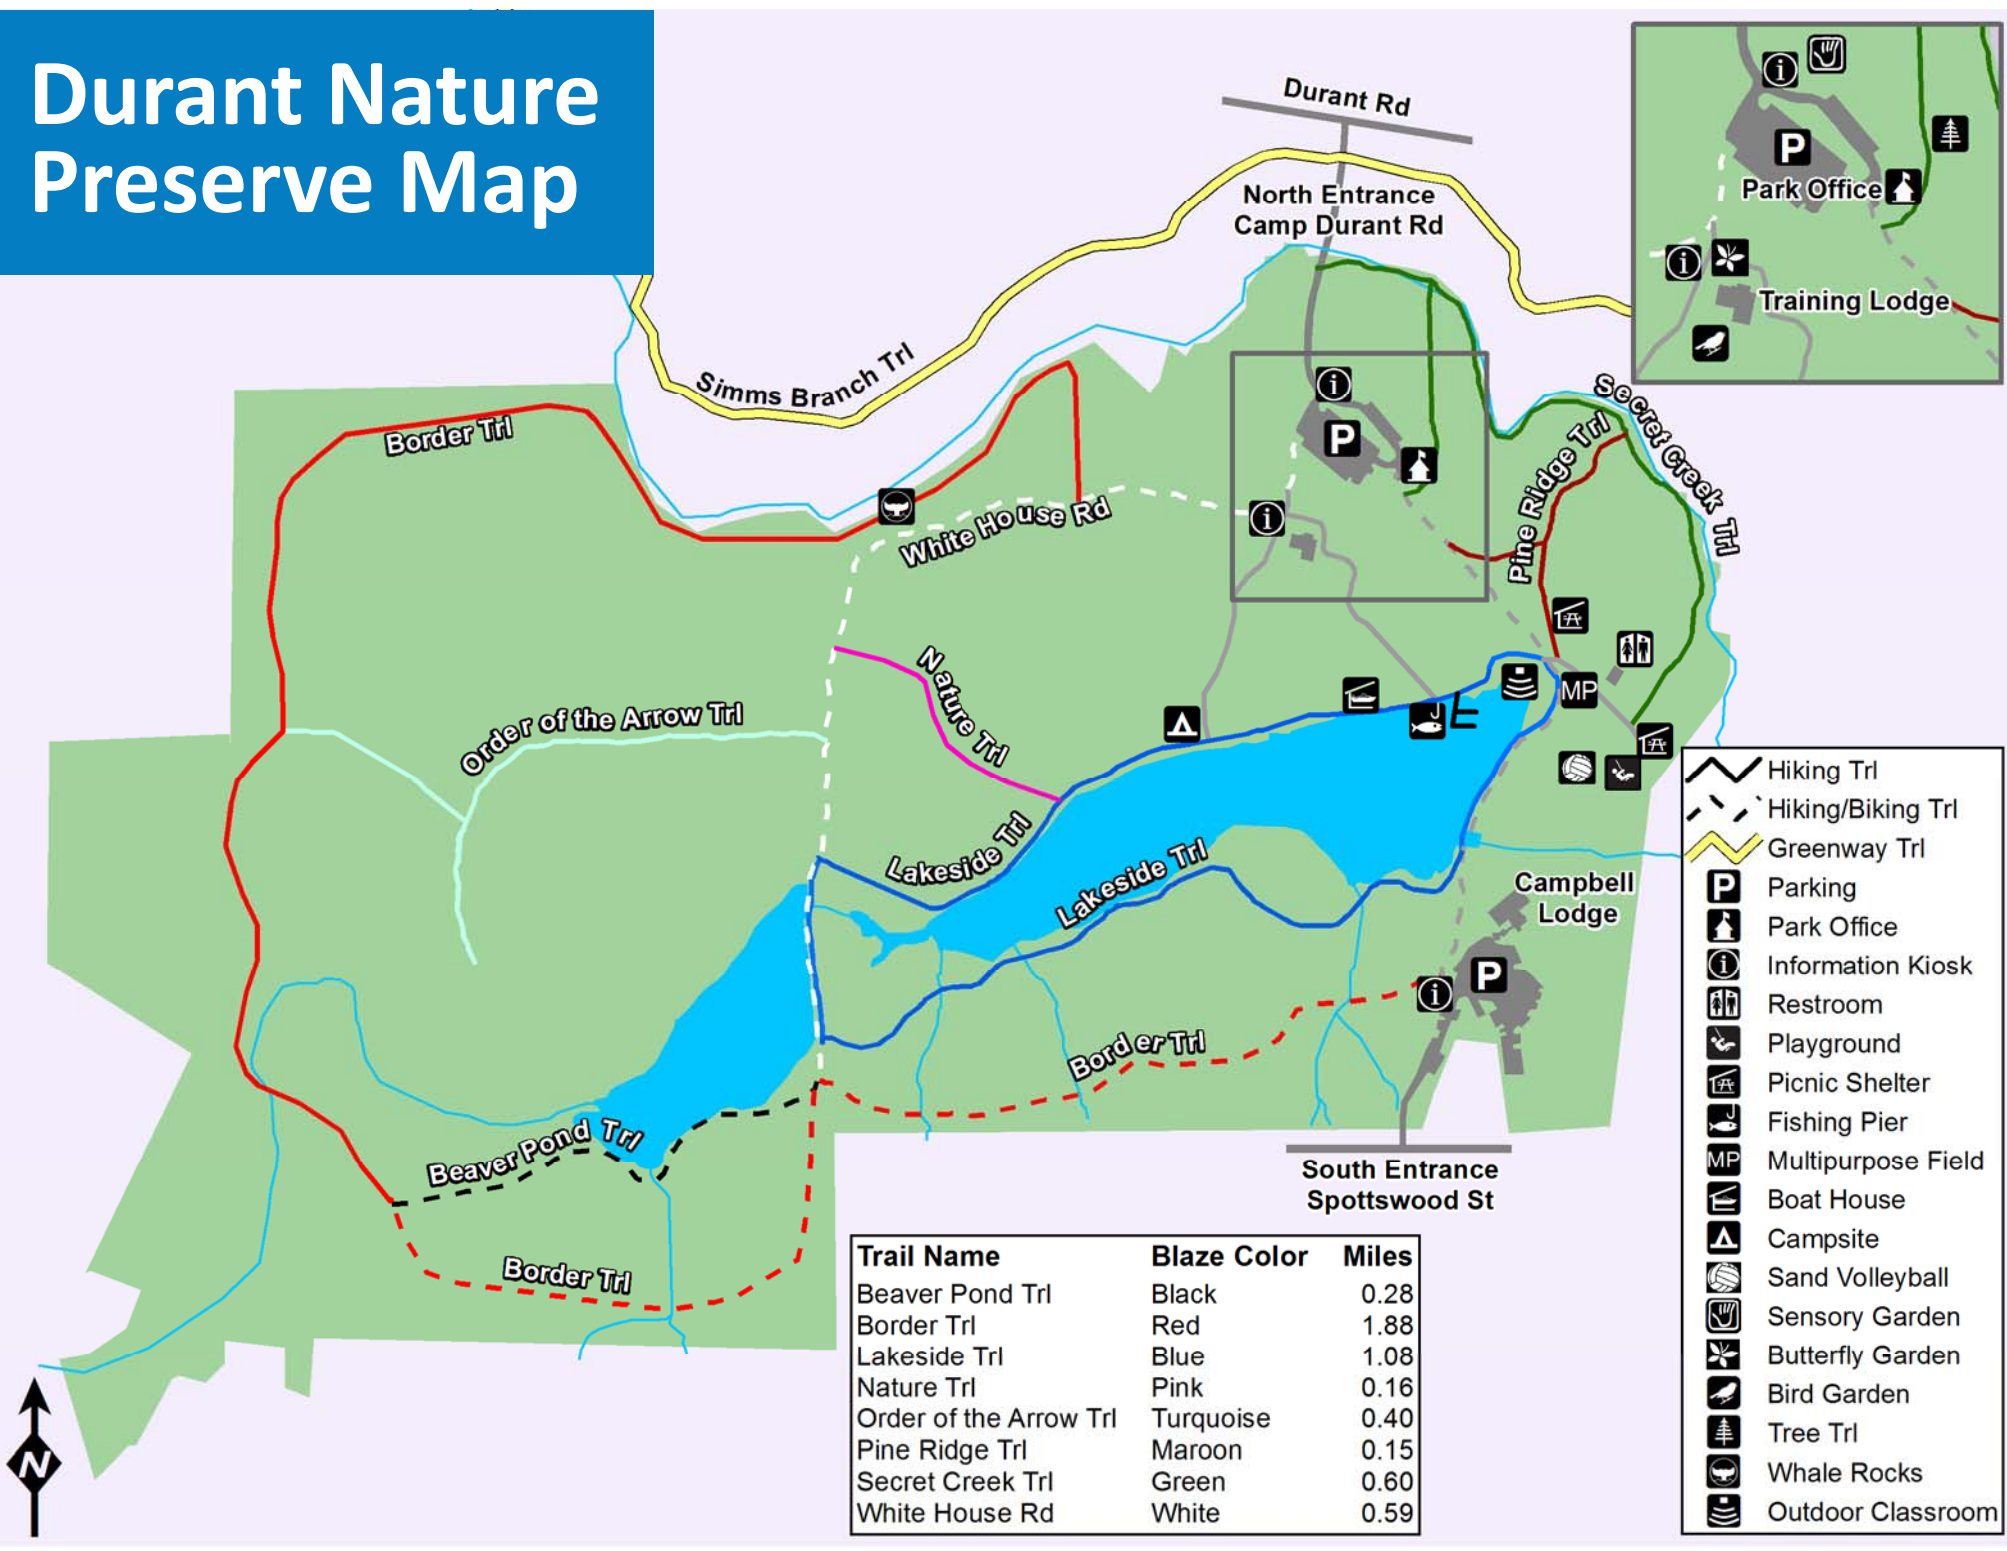 Durant Nature
Preserve Map
Durant Rd
North Entrance
Camp Durant Rd
P
Park Office
Training Lodge
Simms Branch Trl
Border Trl
White House Rd
P
Secret Creek Trl
Pine Ridge Trl
Nature Trl
Order of the Arrow Trl
MP
Lakeside Trl
Lakeside Trl
Campbell
Lodge
P
Border Trl
Beaver Pond Trl
Border Trl
South Entrance
Spottswood St
N
Trail Name Blaze Color Miles
Beaver Pond Trl Black 0.28
Border Trl Red 1.88
Lakeside Trl Blue 1.08
Nature Trl Pink 0.16
Order of the Arrow Trl Turquoise 0.40
Pine Ridge Trl Maroon 0.15
Secret Creek Trl Green 0.60
White House Rd White 0.59
Hiking Trl
Hiking/Biking Trl
Greenway Trl
P Parking
Park Office
i Information Kiosk
Restroom
Playground
Picnic Shelter
Fishing Pier
MP Multipurpose Field
Boat House
Campsite
Sand Volleyball
Sensory Garden
Butterfly Garden
Bird Garden
Tree Trl
Whale Rocks
Outdoor Classroom